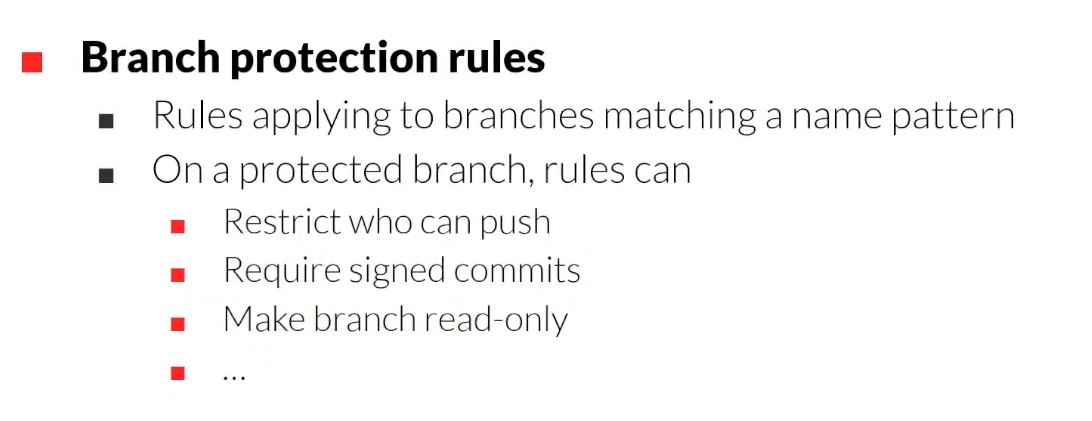 Branch protection rules
Rules applying to branches matching a name pattern
On a protected branch, rules can
Restrict who can push
Require signed commits
Make branch read-only
...